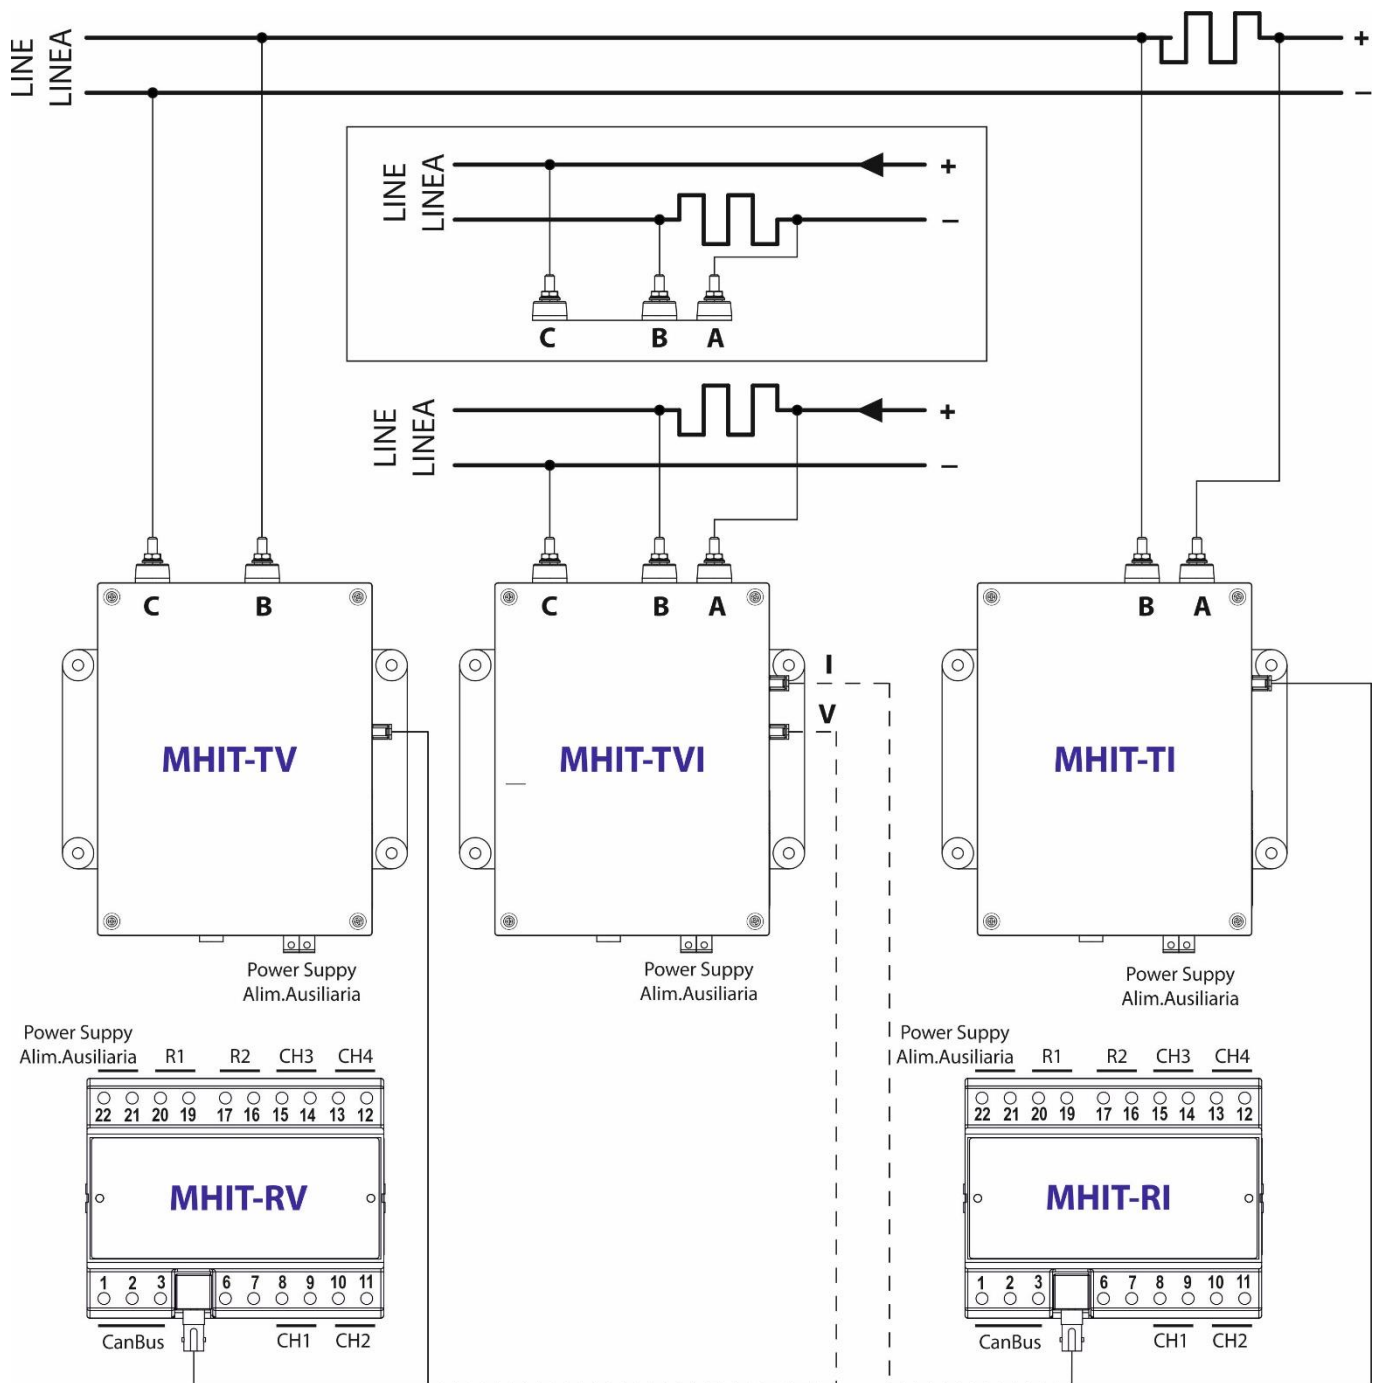 LINE
LINEA
+
–
LINE
LINEA
+
–
C B A
LINE
LINEA
+
–
C B
C B A
B A
I
V
MHIT-TV
MHIT-TVI
MHIT-TI
Power Suppy
Alim.Ausiliaria
Power Suppy
Alim.Ausiliaria
Power Suppy
Alim.Ausiliaria
Power Suppy
Alim.Ausiliaria R1 R2 CH3 CH4
22 21 20 19 17 16 15 14 13 12
MHIT-RV
1 2 3 6 7 8 9 10 11
CanBus CH1 CH2
Power Suppy
Alim.Ausiliaria R1 R2 CH3 CH4
22 21 20 19 17 16 15 14 13 12
MHIT-RI
1 2 3 6 7 8 9 10 11
CanBus CH1 CH2